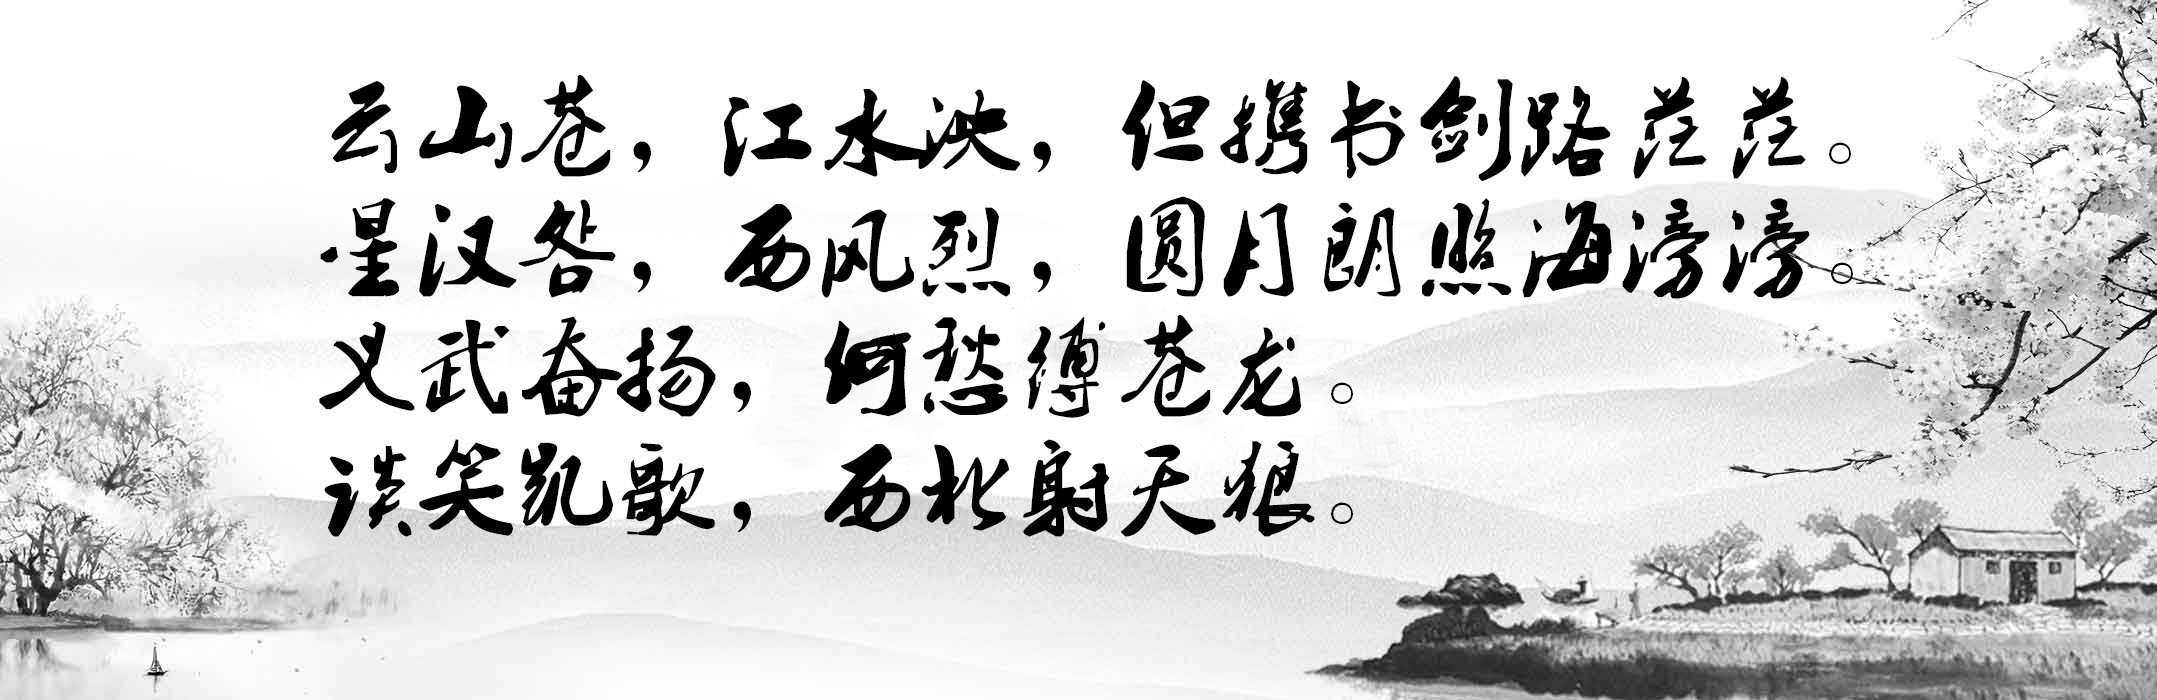 云山苍，江水泱，但携书剑路茫茫。
星汉明，西风烈，圆月朗照海滂滂。
义武奋扬，何愁缚苍龙。
谈笑凯歌，西北射天狼。